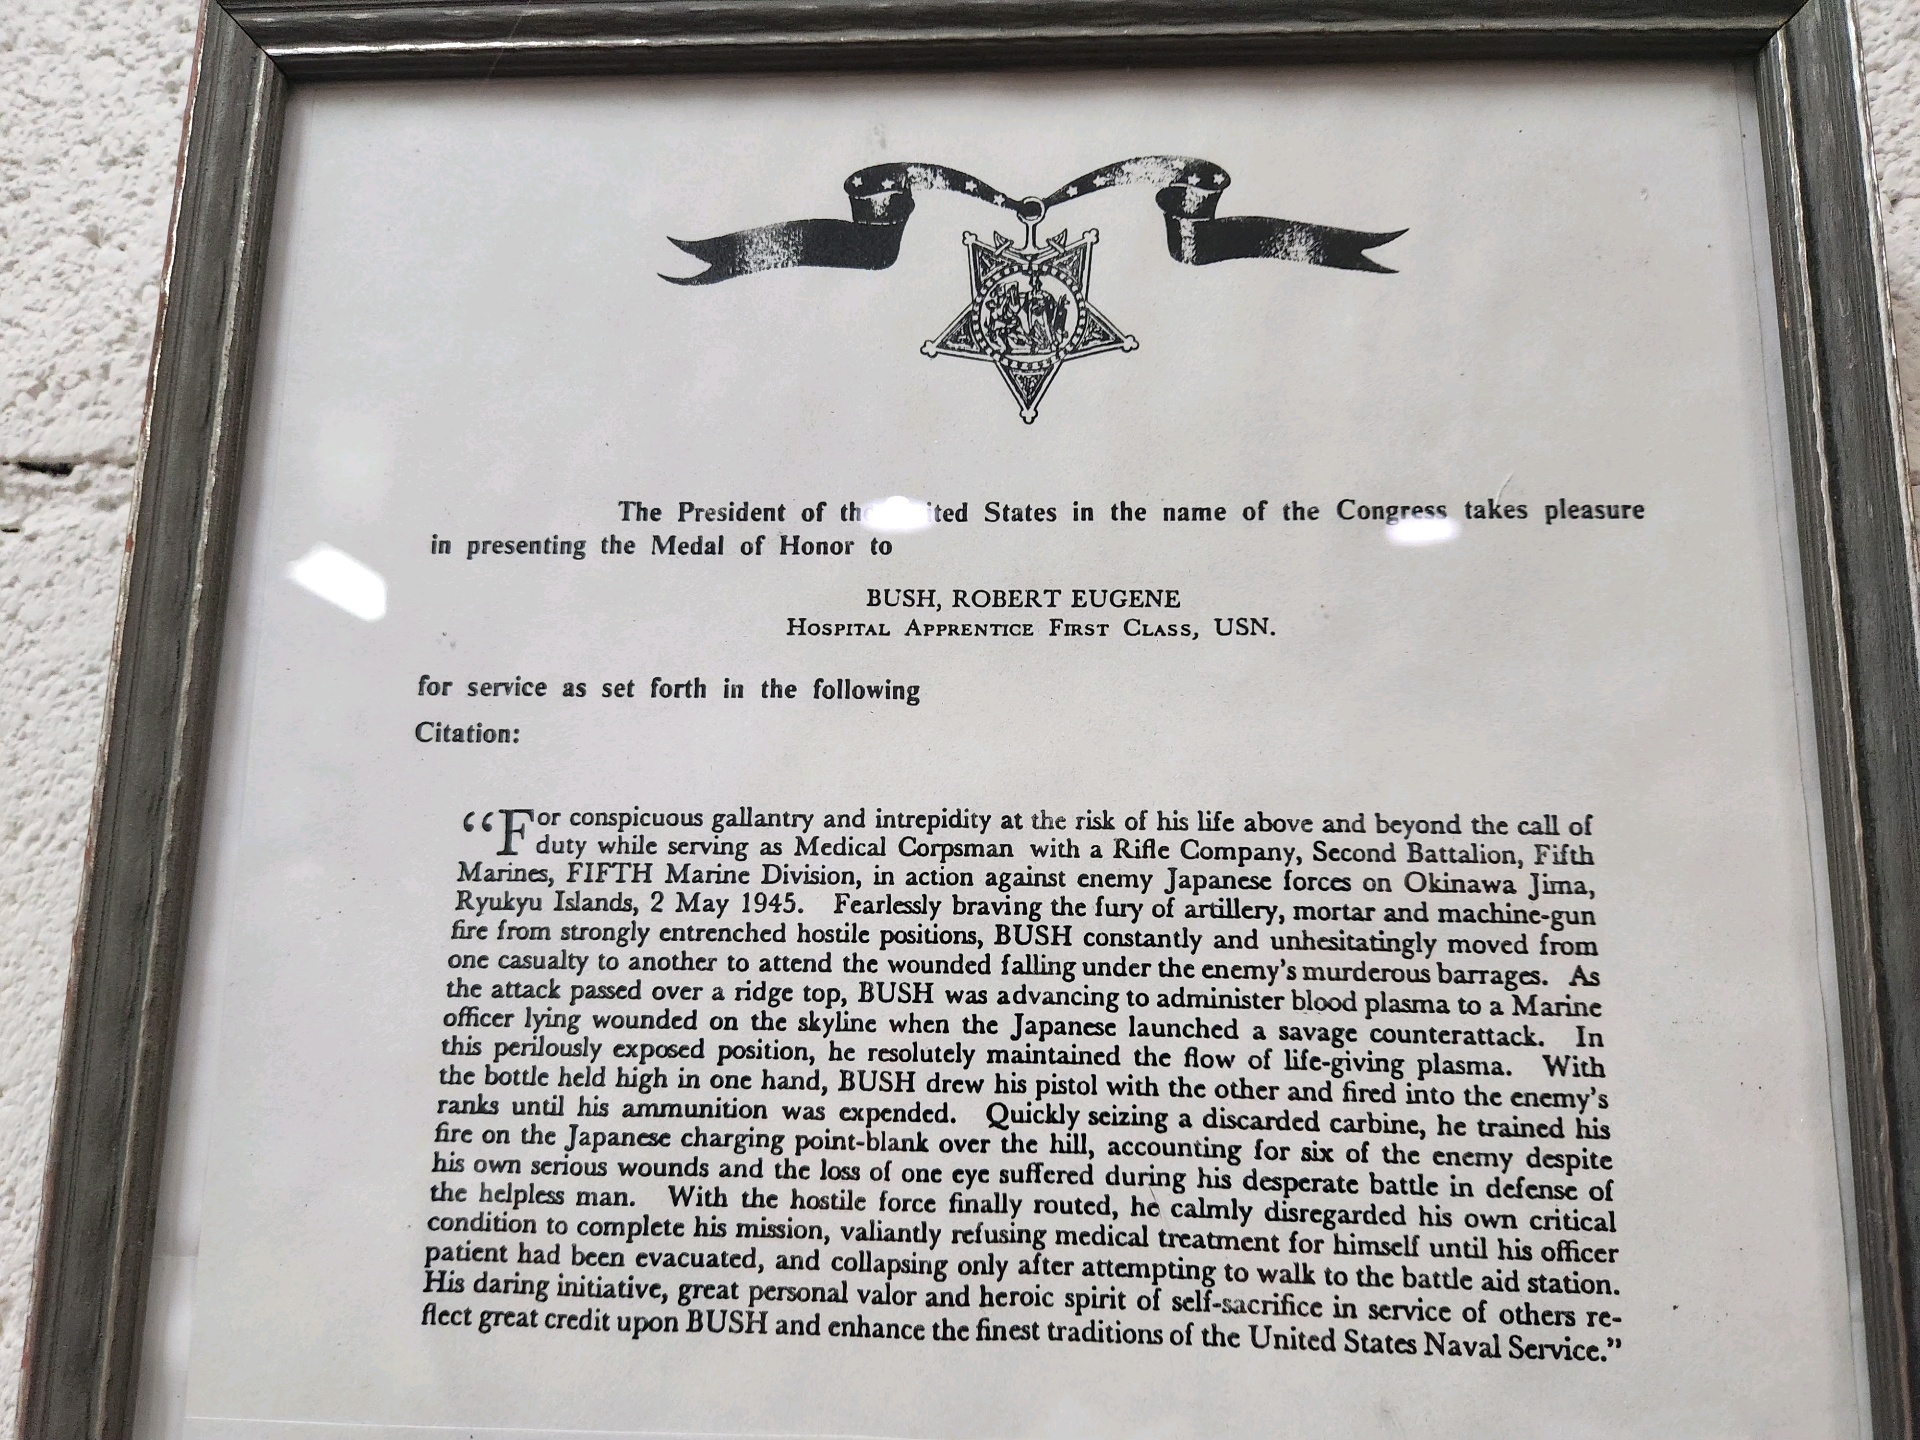 The President of the United States in the name of the Congress takes pleasure
in presenting the Medal of Honor to
BUSH, ROBERT EUGENE
HOSPITAL APPRENTICE FIRST CLASS, USN.
for service as set forth in the following
Citation:
“For conspicuous gallantry and intrepidity at the risk of his life above and beyond the call of
duty while serving as Medical Corpsman with a Rifle Company, Second Battalion, Fifth
Marines, FIFTH Marine Division, in action against enemy Japanese forces on Okinawa Jima,
Ryukyu Islands, 2 May 1945. Fearlessly braving the fury of artillery, mortar and machine-gun
fire from strongly entrenched hostile positions, BUSH constantly and unhesitatingly moved from
one casualty to another to attend the wounded falling under the enemy’s murderous barrages. As
the attack passed over a ridge top, BUSH was advancing to administer blood plasma to a Marine
officer lying wounded on the skyline when the Japanese launched a savage counterattack. In
this perilously exposed position, he resolutely maintained the flow of life-giving plasma. With
the bottle held high in one hand, BUSH drew his pistol with the other and fired into the enemy’s
ranks until his ammunition was expended. Quickly seizing a discarded carbine, he trained his
fire on the Japanese charging point-blank over the hill, accounting for six of the enemy despite
his own serious wounds and the loss of one eye suffered during his desperate battle in defense of
the helpless man. With the hostile force finally routed, he calmly disregarded his own critical
condition to complete his mission, valiantly refusing medical treatment for himself until his officer
patient had been evacuated, and collapsing only after attempting to walk to the battle aid station.
His daring initiative, great personal valor and heroic spirit of self-sacrifice in service of others re-
flect great credit upon BUSH and enhance the finest traditions of the United States Naval Service.”